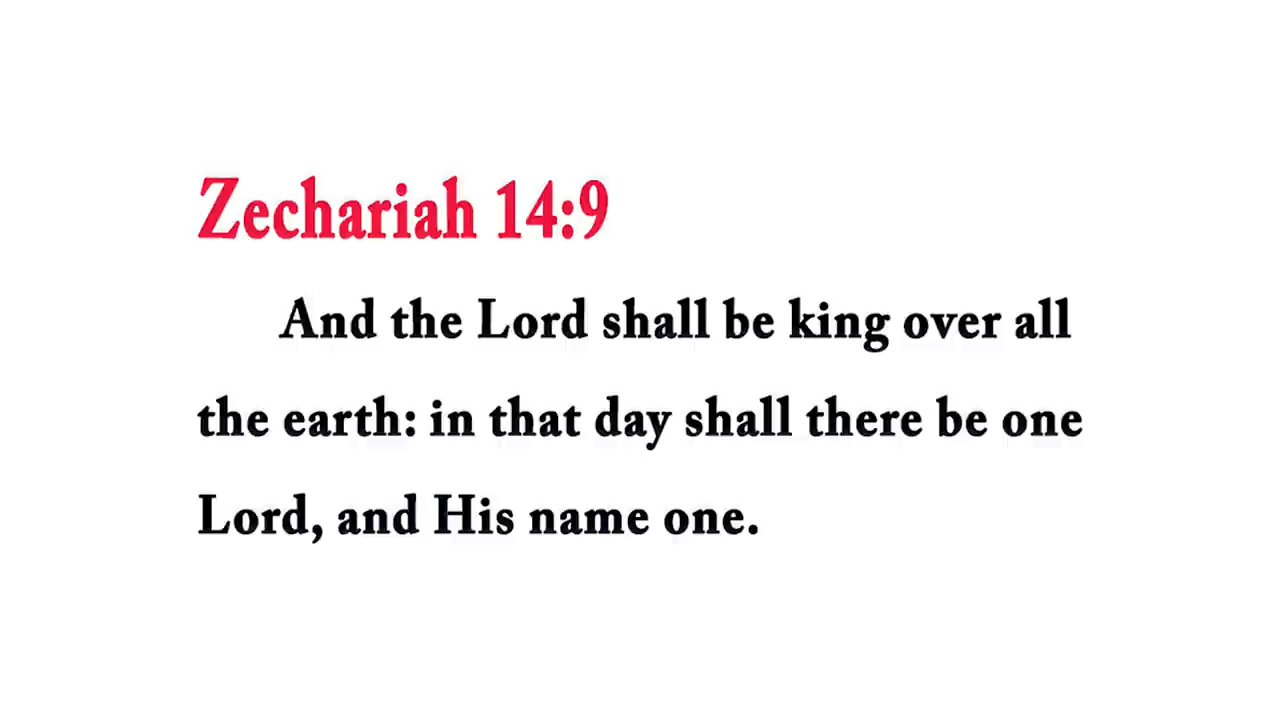 Zechariah 14:9
And the Lord shall be king over all
the earth: in that day shall there be one
Lord, and His name one.